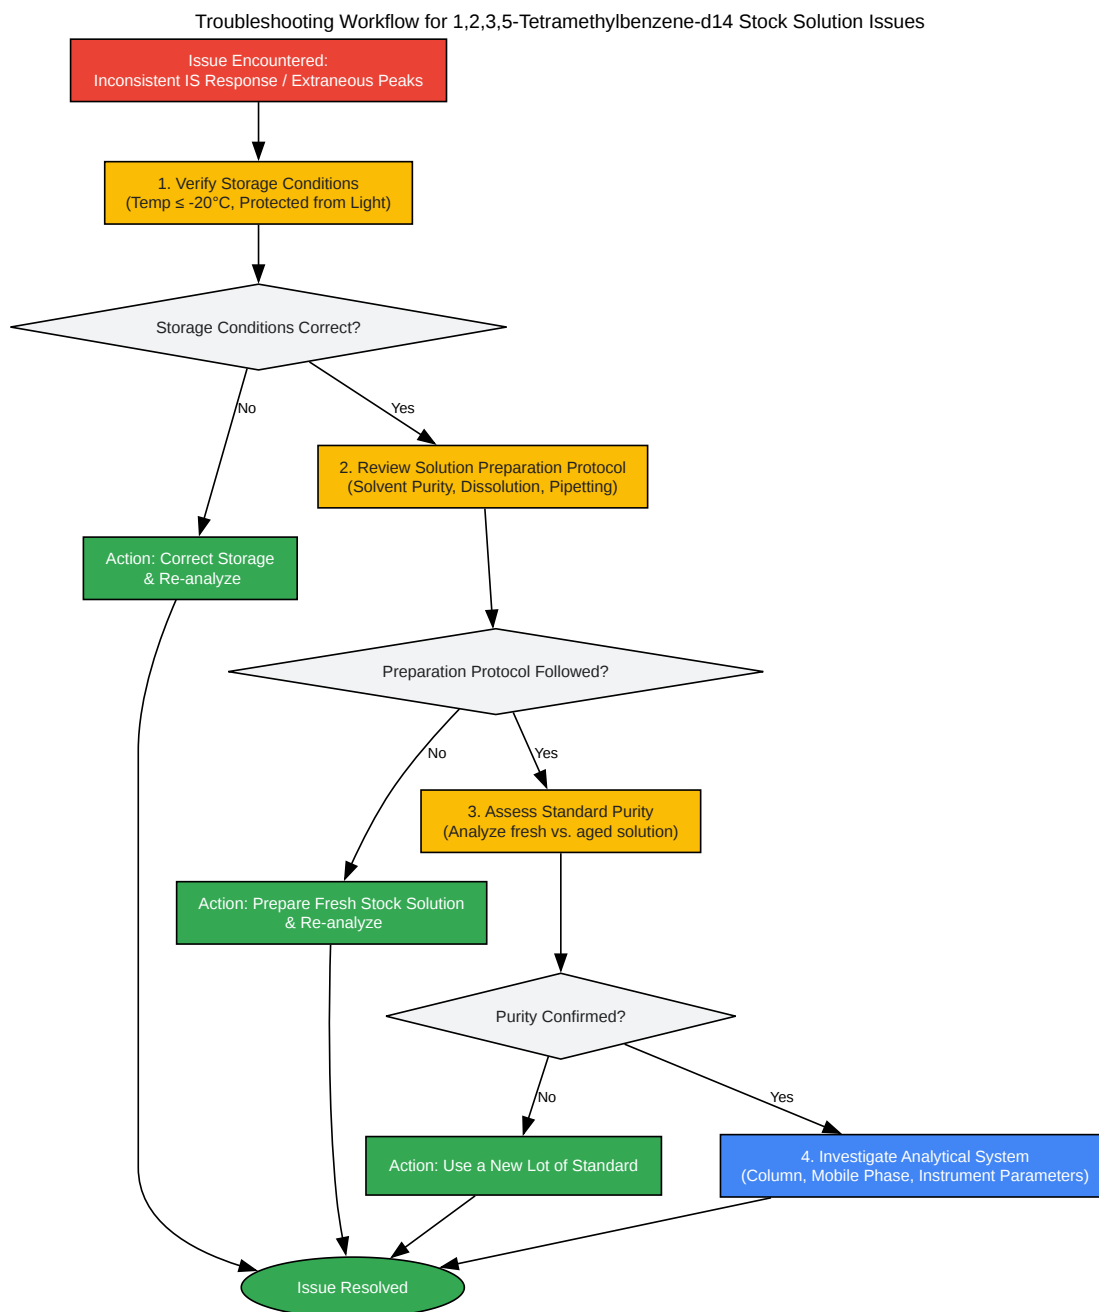 Troubleshooting Workflow for 1,2,3,5-Tetramethylbenzene-d14 Stock Solution Issues
Issue Encountered:
Inconsistent IS Response / Extraneous Peaks
1. Verify Storage Conditions
(Temp ≤ -20°C, Protected from Light)
Storage Conditions Correct?
No
Yes
2. Review Solution Preparation Protocol
(Solvent Purity, Dissolution, Pipetting)
Action: Correct Storage
& Re-analyze
Preparation Protocol Followed?
No
Yes
3. Assess Standard Purity
(Analyze fresh vs. aged solution)
Action: Prepare Fresh Stock Solution
& Re-analyze
Purity Confirmed?
No
Yes
Action: Use a New Lot of Standard
4. Investigate Analytical System
(Column, Mobile Phase, Instrument Parameters)
Issue Resolved